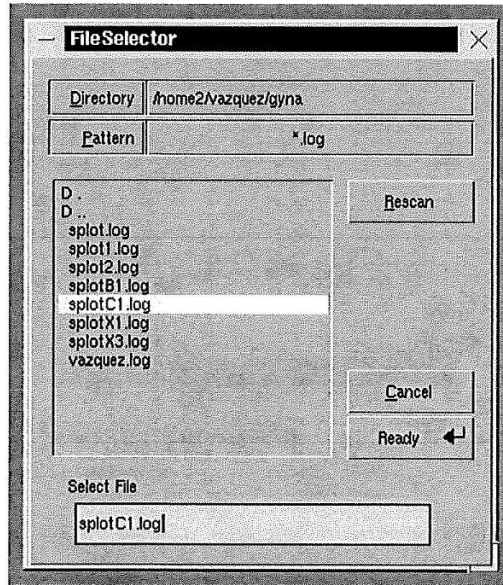 FileSelector
Directory /home2/vazquez/gyna
Pattern *.log
D .
D ..
splot.log
splot1.log
splot2.log
splotB1.log
splotC1.log
splotX1.log
splotX3.log
vazquez.log
Rescan
Cancel
Ready
Select File
splotC1.log